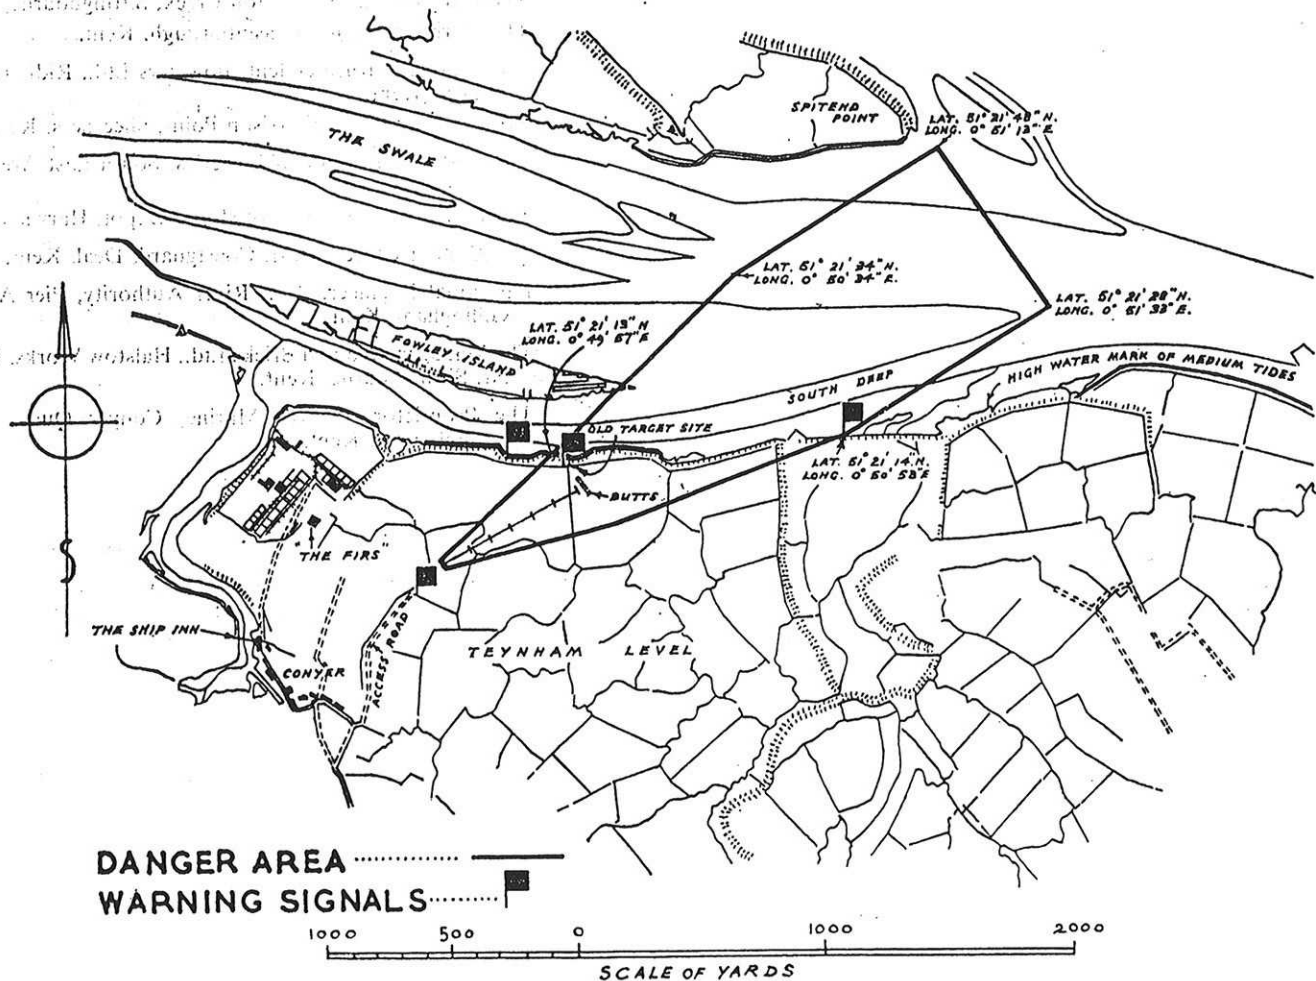 SPITEND
POINT
LAT. 51° 21' 48" N.
LONG. 0° 51' 13" E
THE SWALE
LAT. 51° 21' 34" N.
LONG. 0° 50' 34" E.
LAT. 51° 21' 28" N.
LONG. 0° 51' 33" E.
LAT. 51° 21' 13" N
LONG. 0° 49' 57" E
FOWLEY ISLAND
HIGH WATER MARK OF MEDIUM TIDES
SOUTH DEEP
OLD TARGET SITE
LAT. 51° 21' 14" N.
LONG. 0° 50' 58" E
BUTTS
"THE FIRS"
S
THE SHIP INN
ACCESS ROAD
TEYNHAM LEVEL
CONYER
DANGER AREA
WARNING SIGNALS
1000 500 0 1000 2000
SCALE OF YARDS